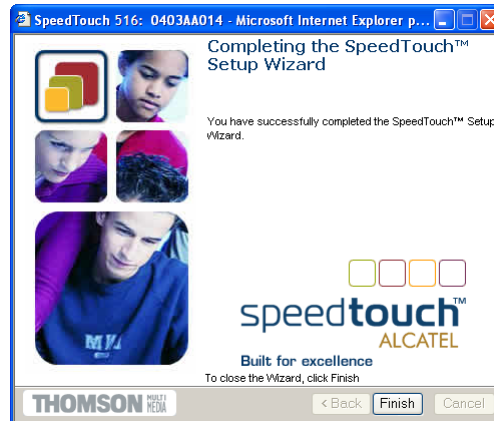 SpeedTouch 516: 0403AA014 - Microsoft Internet Explorer p...
Completing the SpeedTouch™
Setup Wizard
You have successfully completed the SpeedTouch™ Setup
Wizard.
speedtouch™
ALCATEL
Built for excellence
To close the Wizard, click Finish
THOMSON MULTI MEDIA
< Back
Finish
Cancel